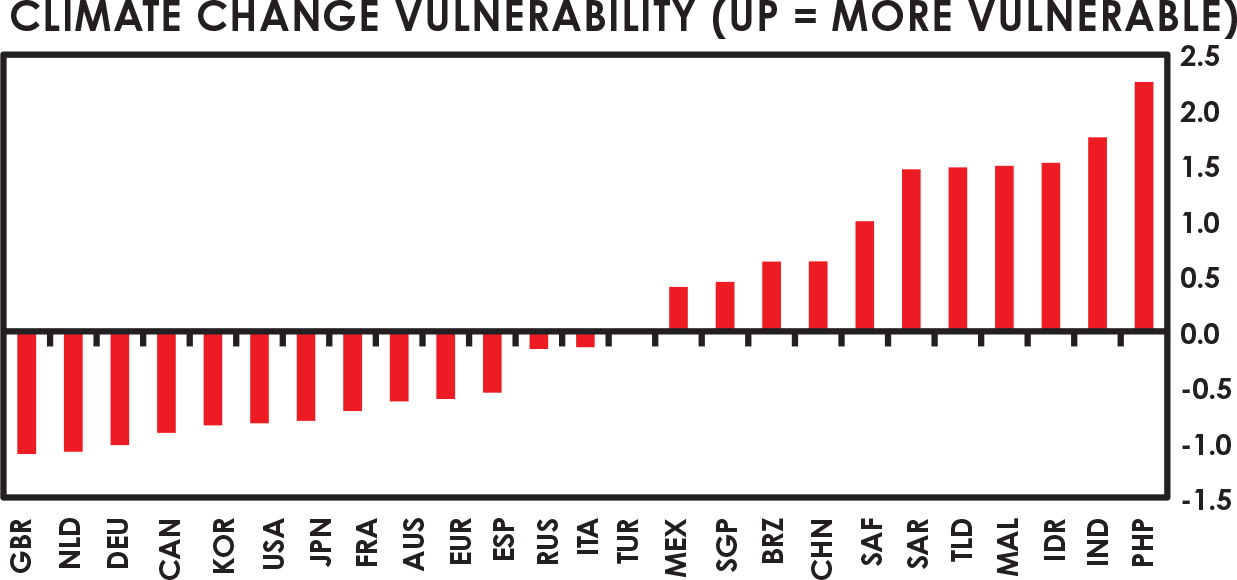 CLIMATE CHANGE VULNERABILITY (UP = MORE VULNERABLE)
2.5
2.0
1.5
1.0
0.5
0.0
-0.5
-1.0
-1.5
GBR
NLD
DEU
CAN
KOR
USA
JPN
FRA
AUS
EUR
ESP
RUS
ITA
TUR
MEX
SGP
BRZ
CHN
SAF
SAR
TLD
MAL
IDR
IND
PHP